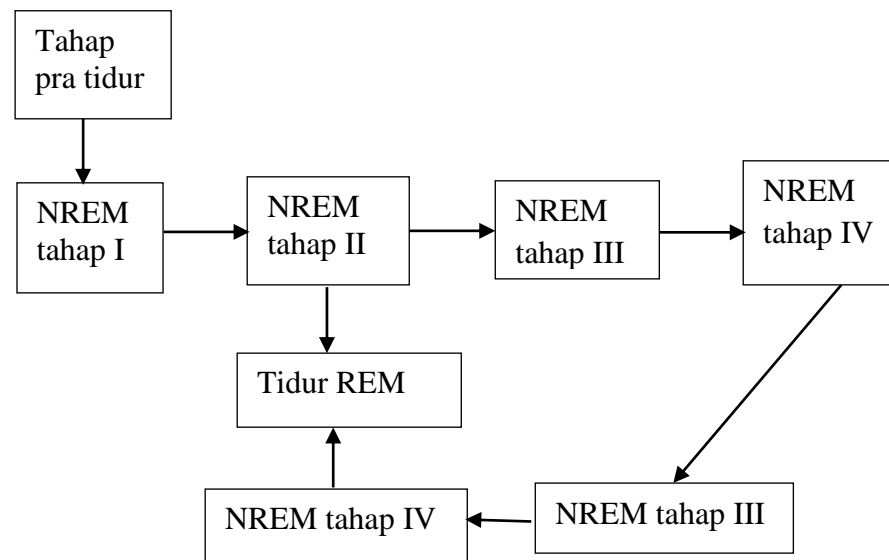 Tahap
pra tidur
NREM
tahap I
NREM
tahap II
NREM
tahap III
NREM
tahap IV
Tidur REM
NREM tahap IV
NREM tahap III